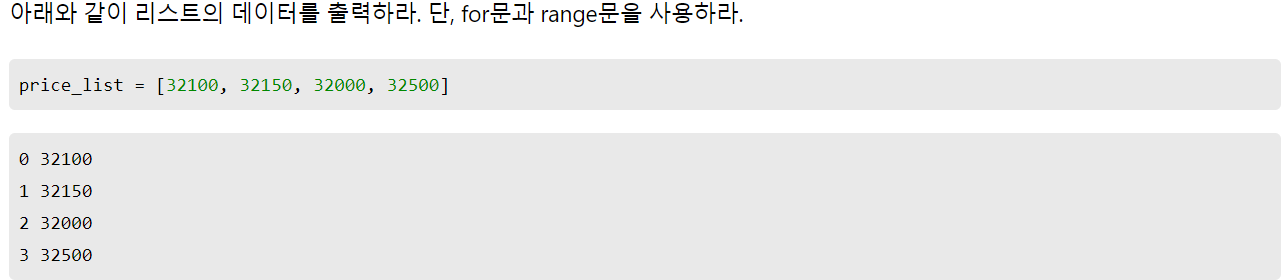 아래와 같이 리스트의 데이터를 출력하라. 단, for문과 range문을 사용하라.
price_list = [32100, 32150, 32000, 32500]
0 32100
1 32150
2 32000
3 32500